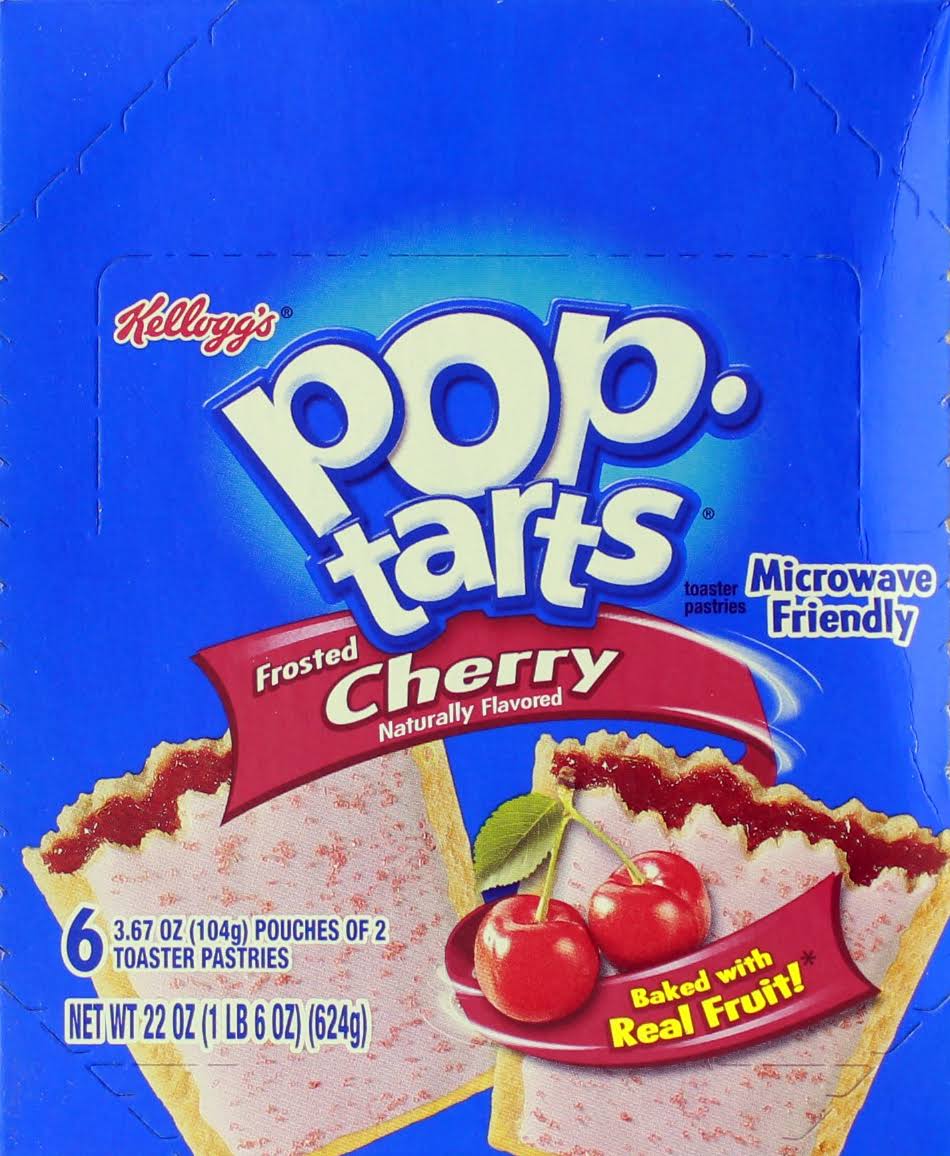 Kellogg's®
pop.
tarts®
toaster
pastries
Microwave
Friendly
Frosted
Cherry
Naturally Flavored
6 3.67 OZ (104g) POUCHES OF 2
TOASTER PASTRIES
NET WT 22 OZ (1 LB 6 OZ) (624g)
Baked with
Real Fruit!*